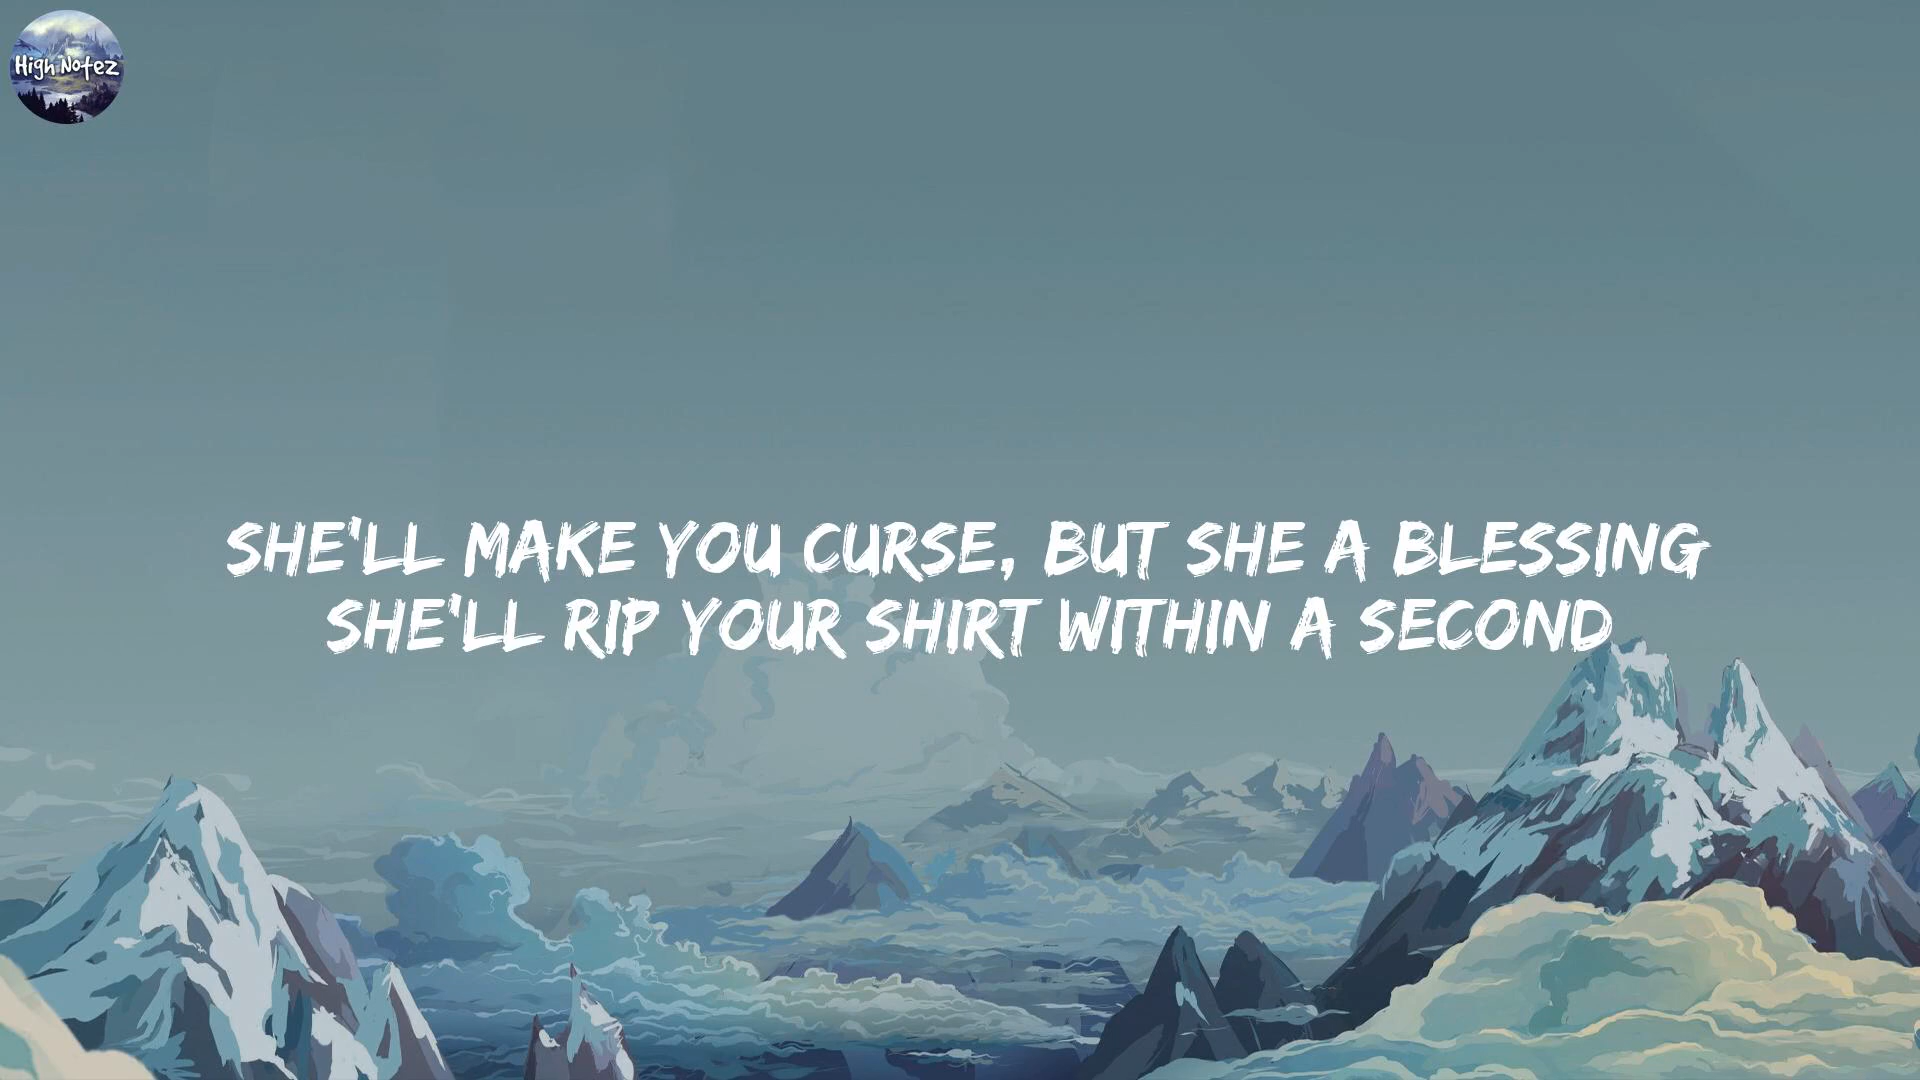 High Notez
SHE'LL MAKE YOU CURSE, BUT SHE A BLESSING
SHE'LL RIP YOUR SHIRT WITHIN A SECOND